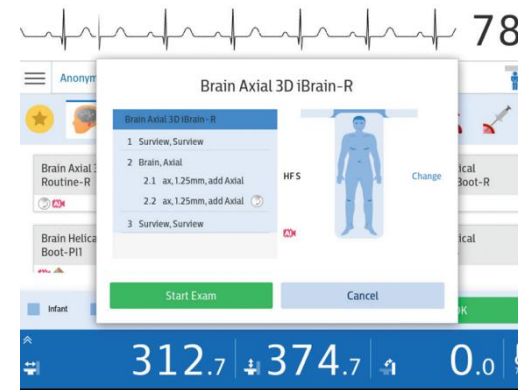 78
Anonym
Brain Axial 3D iBrain-R
Brain Axial 3D iBrain-R
1 Surview, Surview
2 Brain, Axial
2.1 ax, 1.25mm, add Axial
2.2 ax, 1.25mm, add Axial
3 Surview, Surview
HFS
Change
Brain Axial 3
Routine-R
ical
Boot-R
Brain Helica
Boot-PI1
ical
Start Exam
Cancel
Infant
OK
312.7
374.7
0.0